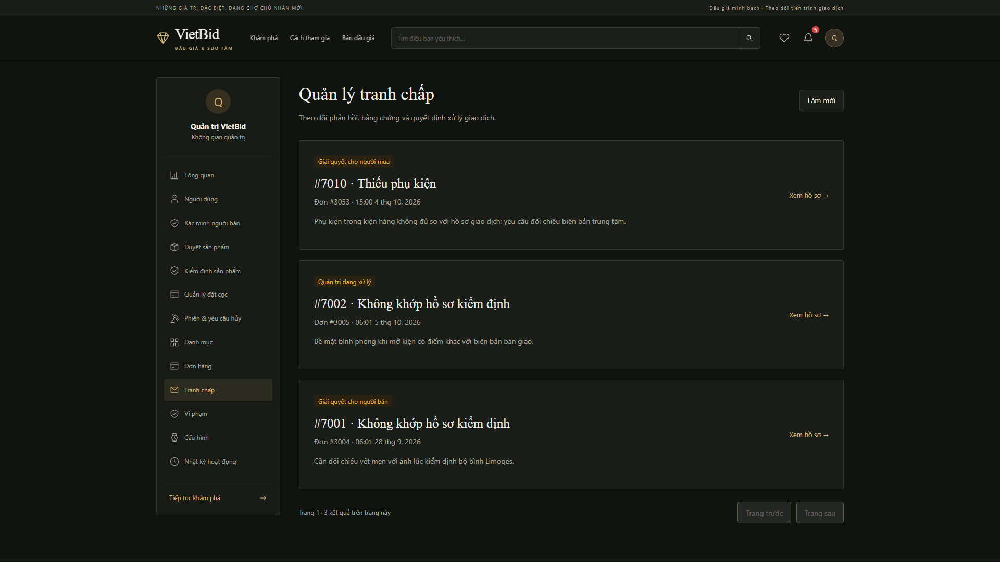 NHỮNG GIÁ TRỊ ĐẶC BIỆT, ĐANG CHỜ CHỦ NHÂN MỚI
Đấu giá minh bạch · Theo dõi tiến trình giao dịch
VietBid
ĐẤU GIÁ & SƯU TẦM
Khám phá
Cách tham gia
Bán đấu giá
Tìm điều bạn yêu thích...
5
Q
Q
Quản trị VietBid
Không gian quản trị
Tổng quan
Người dùng
Xác minh người bán
Duyệt sản phẩm
Kiểm định sản phẩm
Quản lý đặt cọc
Phiên & yêu cầu hủy
Danh mục
Đơn hàng
Tranh chấp
Vi phạm
Cấu hình
Nhật ký hoạt động
Tiếp tục khám phá →
Quản lý tranh chấp
Theo dõi phản hồi, bằng chứng và quyết định xử lý giao dịch.
Làm mới
Giải quyết cho người mua
#7010 · Thiếu phụ kiện
Đơn #3053 · 15:00 4 thg 10, 2026
Phụ kiện trong kiện hàng không đủ so với hồ sơ giao dịch; yêu cầu đối chiếu biên bản trung tâm.
Xem hồ sơ →
Quản trị đang xử lý
#7002 · Không khớp hồ sơ kiểm định
Đơn #3005 · 06:01 5 thg 10, 2026
Bề mặt bình phong khi mở kiện có điểm khác với biên bản bàn giao.
Xem hồ sơ →
Giải quyết cho người bán
#7001 · Không khớp hồ sơ kiểm định
Đơn #3004 · 06:01 28 thg 9, 2026
Cần đối chiếu vết men với ảnh lúc kiểm định bộ bình Limoges.
Xem hồ sơ →
Trang 1 · 3 kết quả trên trang này
Trang trước
Trang sau